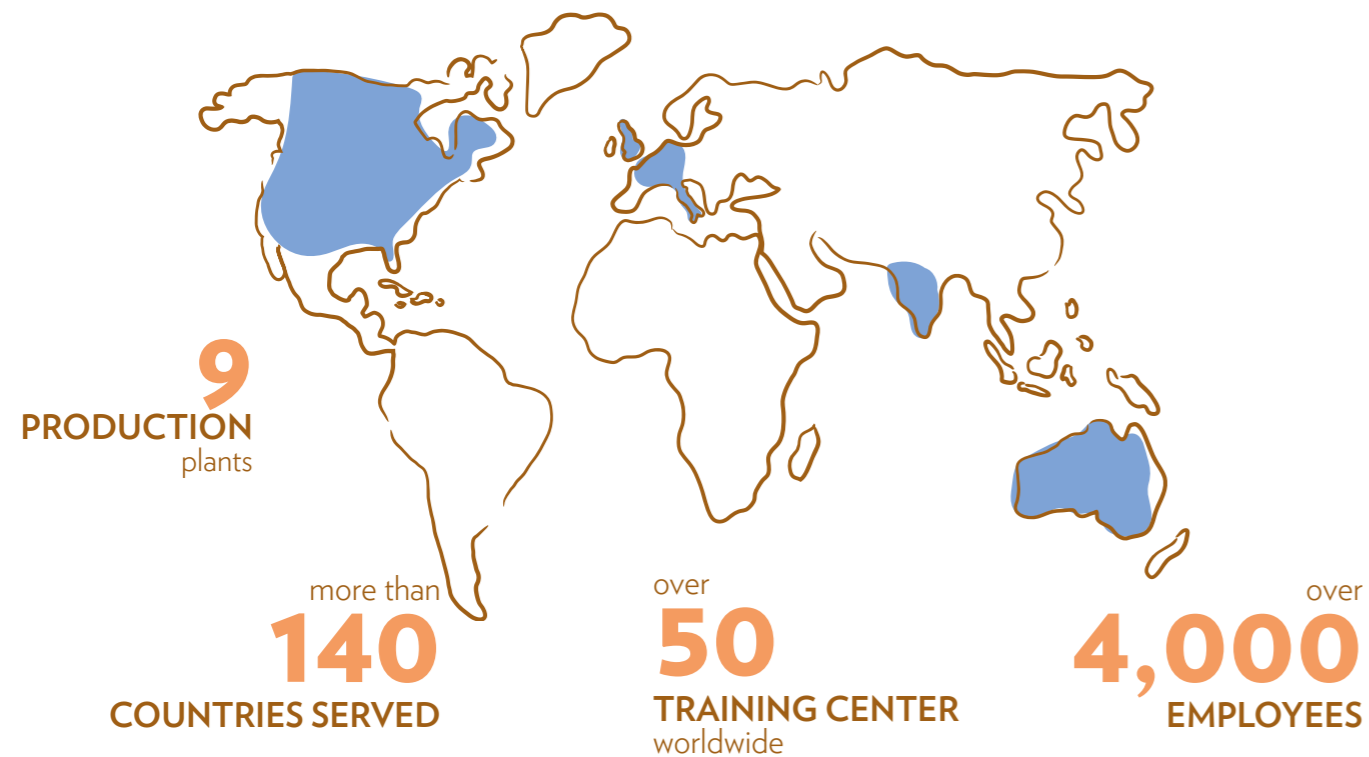 9
PRODUCTION
plants
more than
140
COUNTRIES SERVED
over
50
TRAINING CENTER
worldwide
over
4,000
EMPLOYEES